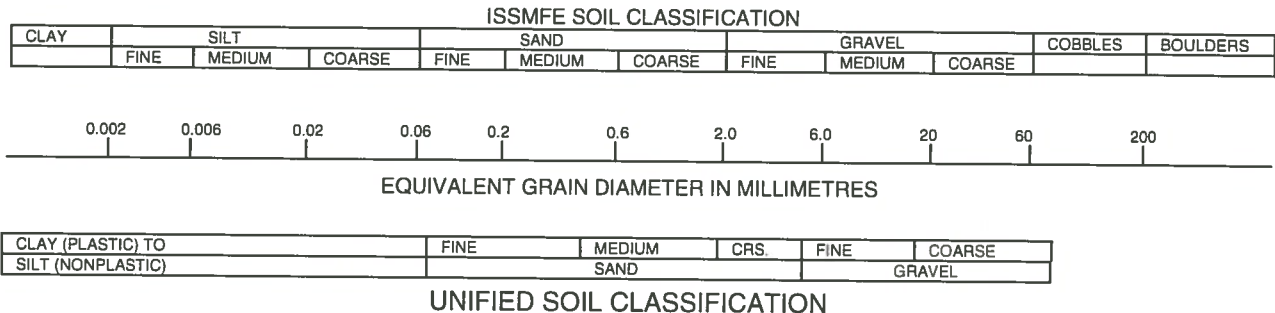 ISSMFE SOIL CLASSIFICATION
CLAY SILT SAND GRAVEL COBBLES BOULDERS
FINE MEDIUM COARSE FINE MEDIUM COARSE FINE MEDIUM COARSE
0.002 0.006 0.02 0.06 0.2 0.6 2.0 6.0 20 60 200
EQUIVALENT GRAIN DIAMETER IN MILLIMETRES
CLAY (PLASTIC) TO FINE MEDIUM CRS. FINE COARSE
SILT (NONPLASTIC) SAND GRAVEL
UNIFIED SOIL CLASSIFICATION